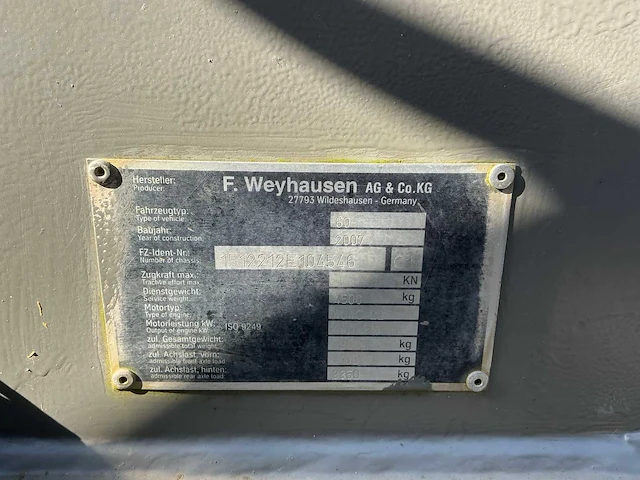 Hersteller: F. Weyhausen AG & Co.KG
Producer: 27793 Wildeshausen - Germany
Fahrzeugtyp:
Type of vehicle:
Baujahr: 2007
Year of construction:
FZ-Ident-Nr.:
Number of chassis:
Zugkraft max.: KN
Tractive effort max
Dienstgewicht: kg
Service weight:
Motortyp:
Type of engine:
Motorleistung kW: ISO 9249
Output of engine kW:
zul. Gesamtgewicht: kg
admissible total weight:
zul. Achslast, vorn: kg
admissible front axle load
zul. Achslast, hinten: kg
admissible rear axle load: